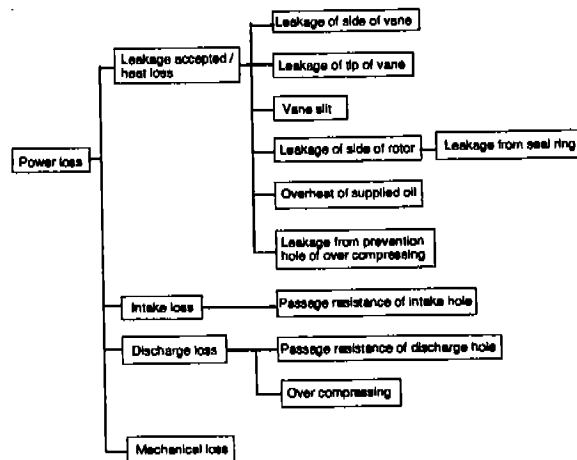 Leakage of side of vane
Leakage accepted /
heat loss
Leakage of tip of vane
Vane slit
Leakage of side of rotor
Leakage from seal ring
Power loss
Overheat of supplied oil
Leakage from prevention
hole of over compressing
Intake loss
Passage resistance of intake hole
Discharge loss
Passage resistance of discharge hole
Over compressing
Mechanical loss